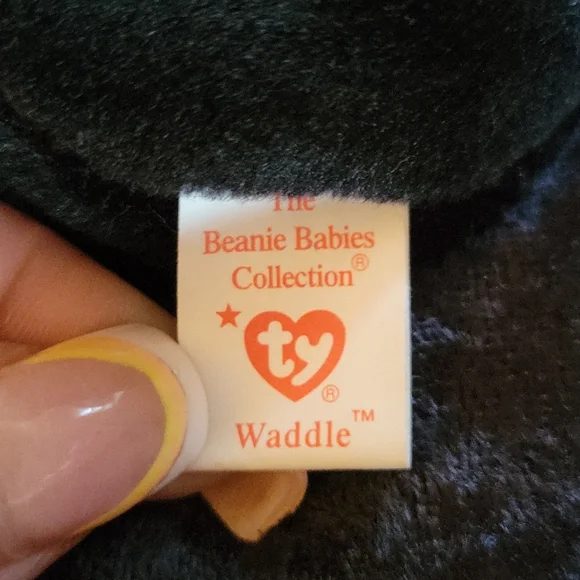 The
Beanie Babies
Collection®
ty®
Waddle™